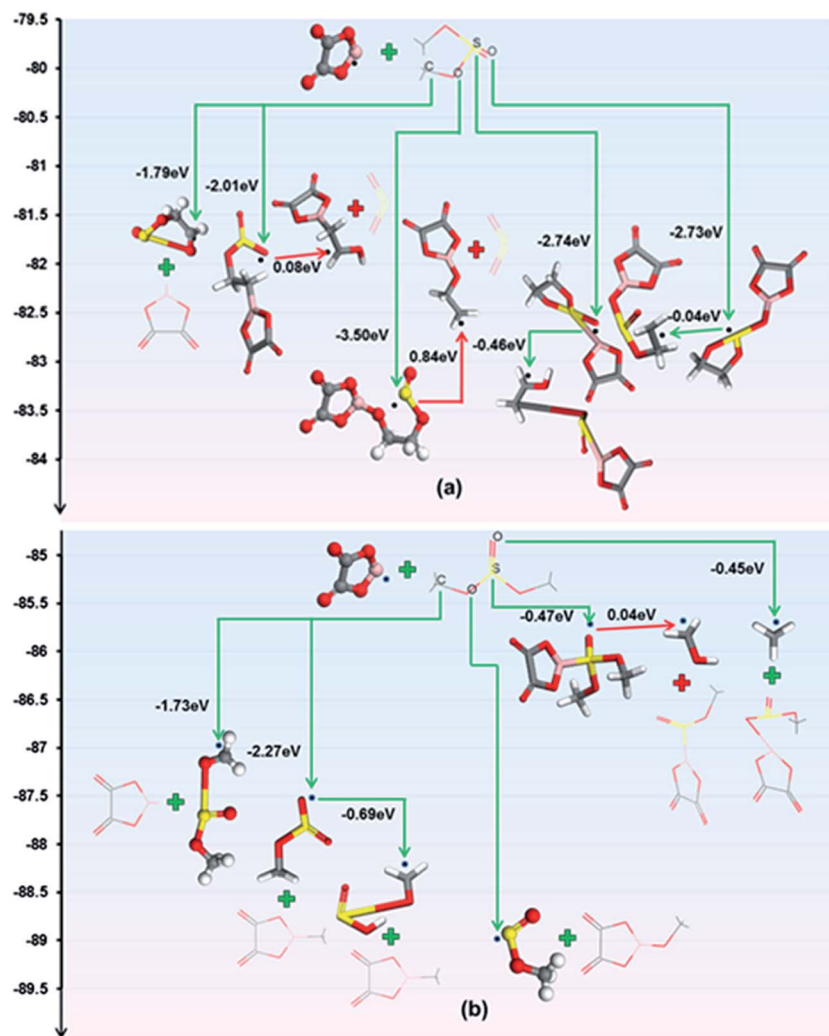 -79.5
-80
-80.5
-81
-81.5
-82
-82.5
-83
-83.5
-84
S
O
C
O
-1.79eV
-2.01eV
0.08eV
-3.50eV
0.84eV
-2.74eV
-0.46eV
-2.73eV
-0.04eV
(a)
-85
-85.5
-86
-86.5
-87
-87.5
-88
-88.5
-89
-89.5
O
S
C
O
-0.45eV
-0.47eV
0.04eV
-1.73eV
-2.27eV
-0.69eV
(b)